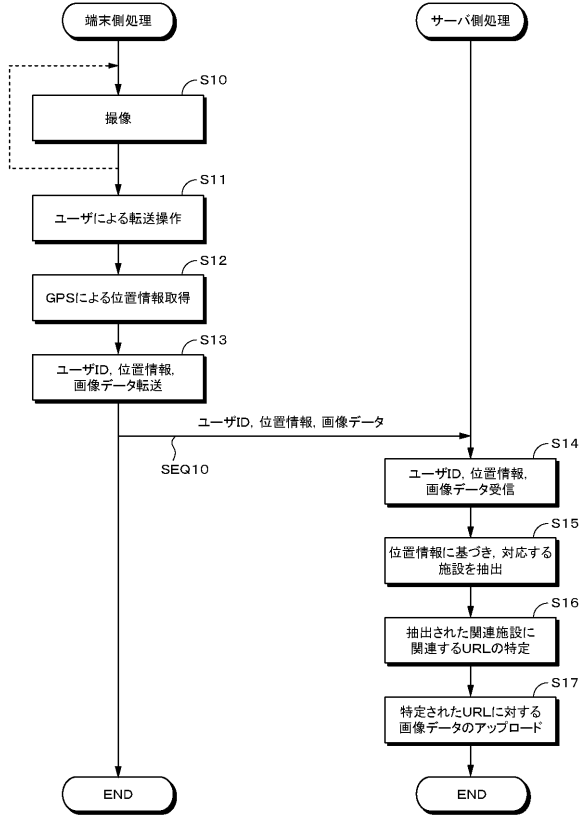 端末側処理
サーバ側処理
S10
撮像
S11
ユーザによる転送操作
S12
GPSによる位置情報取得
S13
ユーザID, 位置情報,
画像データ転送
ユーザID, 位置情報, 画像データ
SEQ10
S14
ユーザID, 位置情報,
画像データ受信
S15
位置情報に基づき, 対応する
施設を抽出
S16
抽出された関連施設に
関連するURLの特定
S17
特定されたURLに対する
画像データのアップロード
END
END